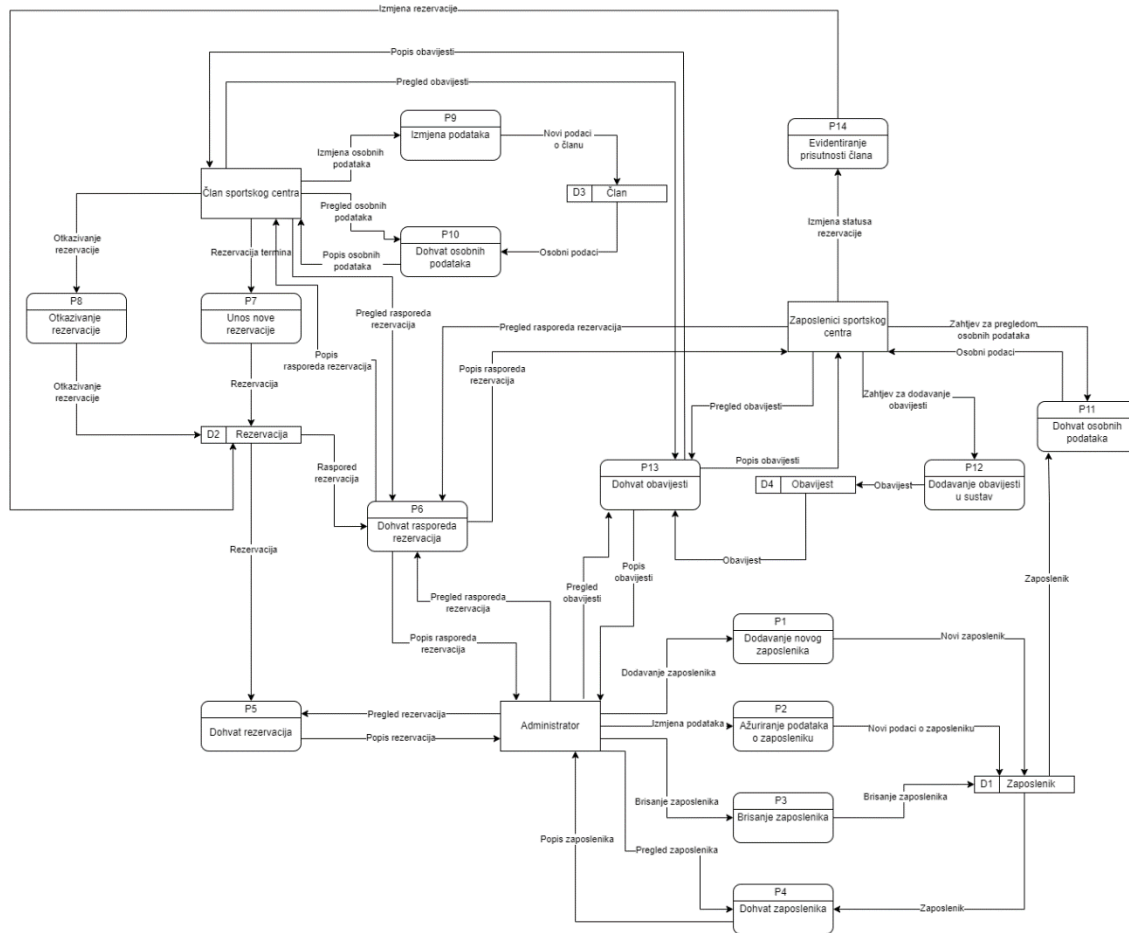 Izmjena rezervacije
Popis obavijesti
Pregled obavijesti
P9
Izmjena podataka
Novi podaci
o članu
P14
Evidentiranje
prisutnosti člana
Izmjena osobnih
podataka
Član sportskog centra
D3
Član
Pregled osobnih
podataka
Otkazivanje
rezervacije
Rezervacija termina
P10
Dohvat osobnih
podataka
Popis osobnih
podataka
Osobni podaci
Izmjena statusa
rezervacije
P8
Otkazivanje
rezervacije
P7
Unos nove
rezervacije
Pregled rasporeda
rezervacija
Pregled rasporeda rezervacija
Zaposlenici sportskog
centra
Zahtjev za pregledom
osobnih podataka
Osobni podaci
Popis
rasporeda rezervacija
Popis rasporeda
rezervacija
Otkazivanje
rezervacije
Rezervacija
Zahtjev za dodavanje
obavijesti
Pregled obavijesti
P11
Dohvat osobnih
podataka
D2
Rezervacija
Raspored
rezervacija
P13
Dohvat obavijesti
Popis obavijesti
D4
Obavijest
Obavijest
P12
Dodavanje obavijesti
u sustav
P6
Dohvat rasporeda
rezervacija
Rezervacija
Popis
obavijesti
Obavijest
Pregled
obavijesti
Zaposlenik
Pregled rasporeda
rezervacija
Popis rasporeda
rezervacija
P1
Dodavanje novog
zaposlenika
Novi zaposlenik
Dodavanje zaposlenika
P5
Dohvat rezervacija
Pregled rezervacija
Popis rezervacija
Administrator
Izmjena podataka
P2
Ažuriranje podataka
o zaposleniku
Novi podaci o zaposleniku
D1
Zaposlenik
Brisanje zaposlenika
P3
Brisanje zaposlenika
Brisanje zaposlenika
Popis zaposlenika
Pregled zaposlenika
P4
Dohvat zaposlenika
Zaposlenik